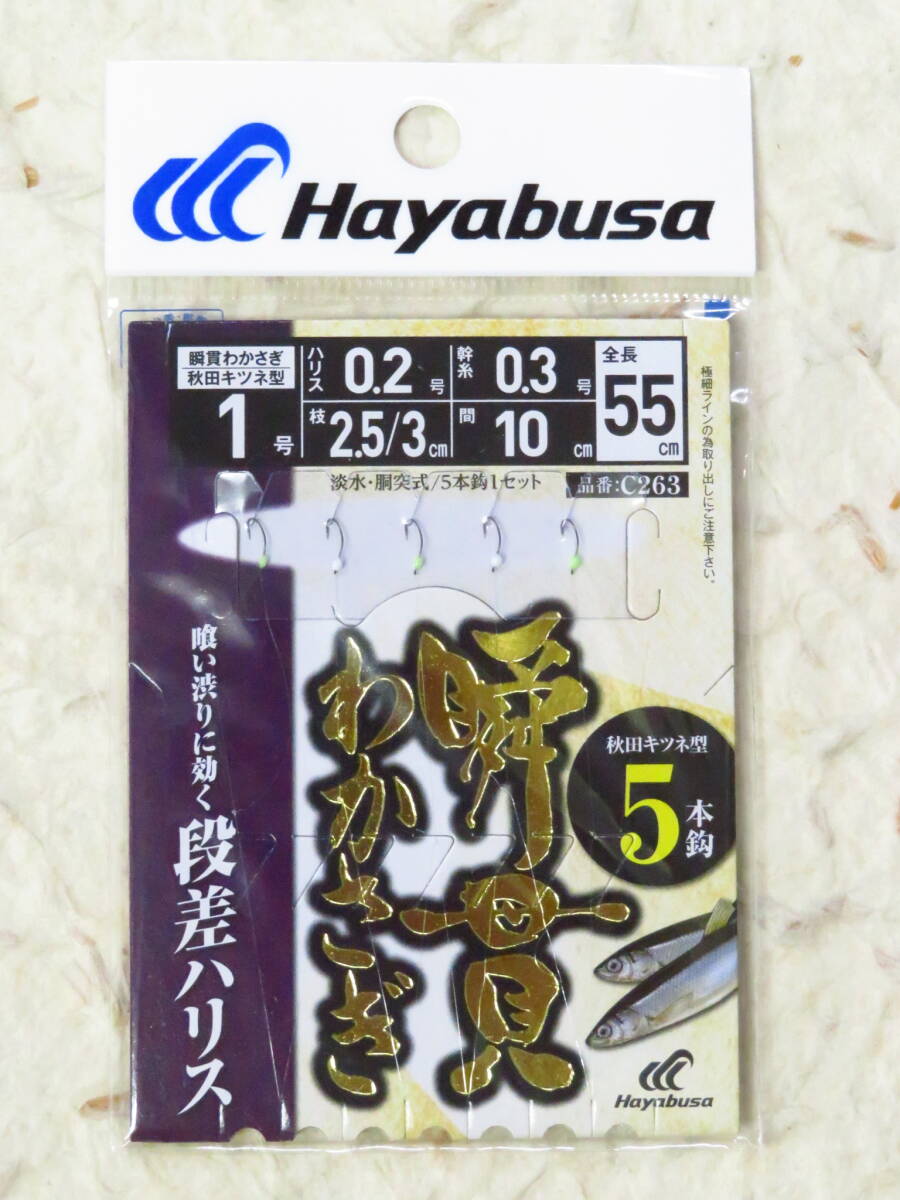 Hayabusa
瞬貫わかさぎ
秋田キツネ型
1号
ハリス 0.2号
幹糸 0.3号
枝 2.5/3cm
間 10cm
全長
55cm
淡水・胴突式/5本鈎1セット
品番:C263
極細ラインの為取り出しにご注意下さい。
喰い渋りに効く 段差ハリス
瞬貫
わかさぎ
秋田キツネ型
5本鈎
Hayabusa